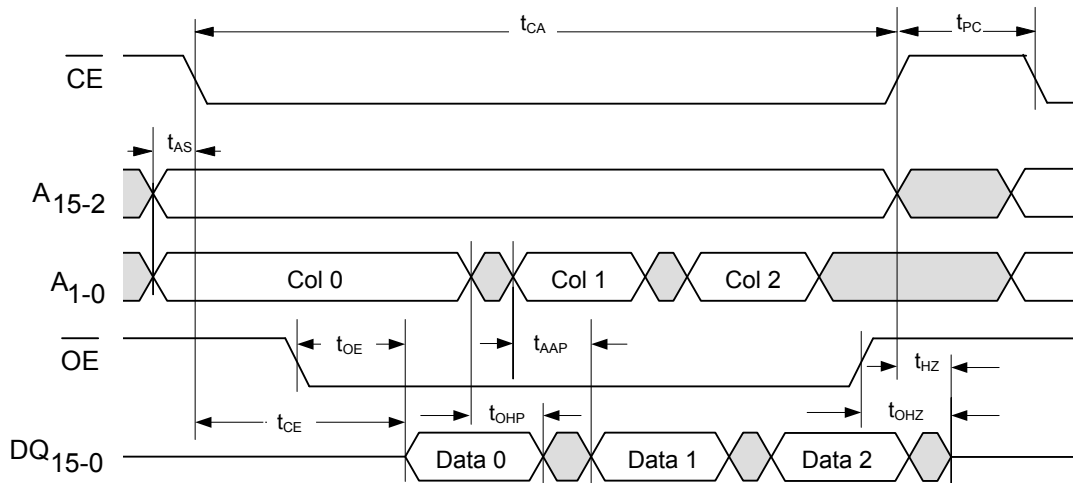 tCA
tPC
CE
tAS
A15-2
A1-0
Col 0
Col 1
Col 2
OE
tOE
tAAP
tHZ
tCE
tOHP
tOHZ
DQ15-0
Data 0
Data 1
Data 2